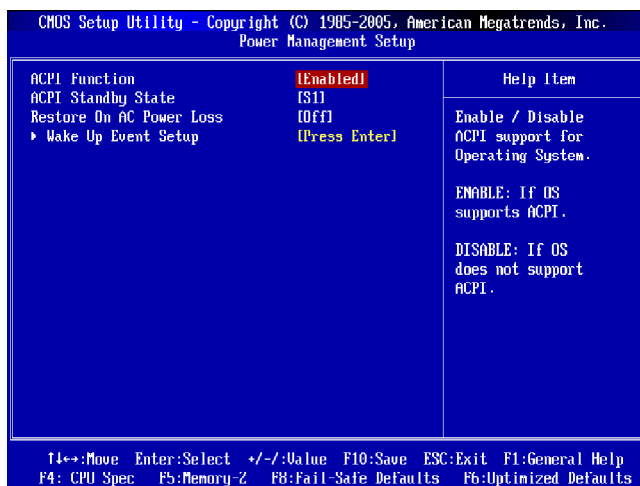 CMOS Setup Utility - Copyright (C) 1985-2005, American Megatrends, Inc.
Power Management Setup
ACPI Function [Enabled]
ACPI Standby State [S1]
Restore On AC Power Loss [Off]
▸ Wake Up Event Setup [Press Enter]
Help Item
Enable / Disable
ACPI support for
Operating System.
ENABLE: If OS
supports ACPI.
DISABLE: If OS
does not support
ACPI.
↑↓←→:Move Enter:Select +/-/:Value F10:Save ESC:Exit F1:General Help
F4: CPU Spec F5:Memory-Z F8:Fail-Safe Defaults F6:Optimized Defaults